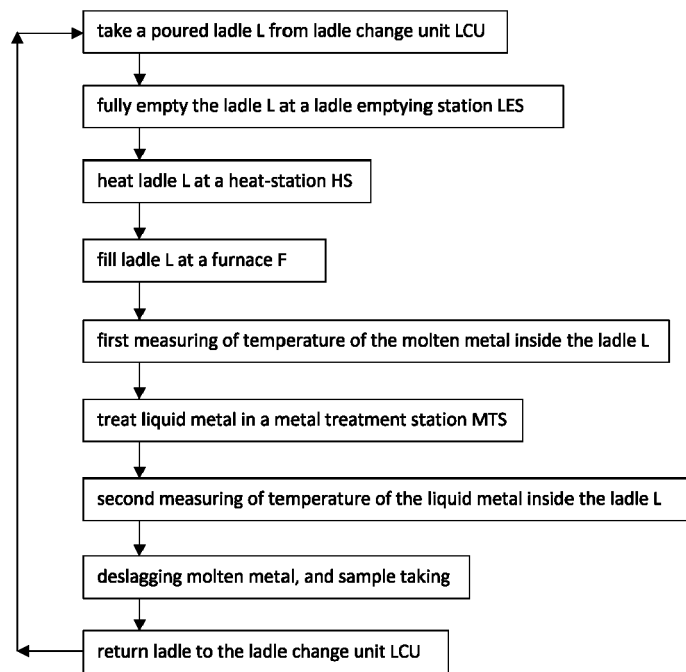 take a poured ladle L from ladle change unit LCU
fully empty the ladle L at a ladle emptying station LES
heat ladle L at a heat-station HS
fill ladle L at a furnace F
first measuring of temperature of the molten metal inside the ladle L
treat liquid metal in a metal treatment station MTS
second measuring of temperature of the liquid metal inside the ladle L
deslagging molten metal, and sample taking
return ladle to the ladle change unit LCU